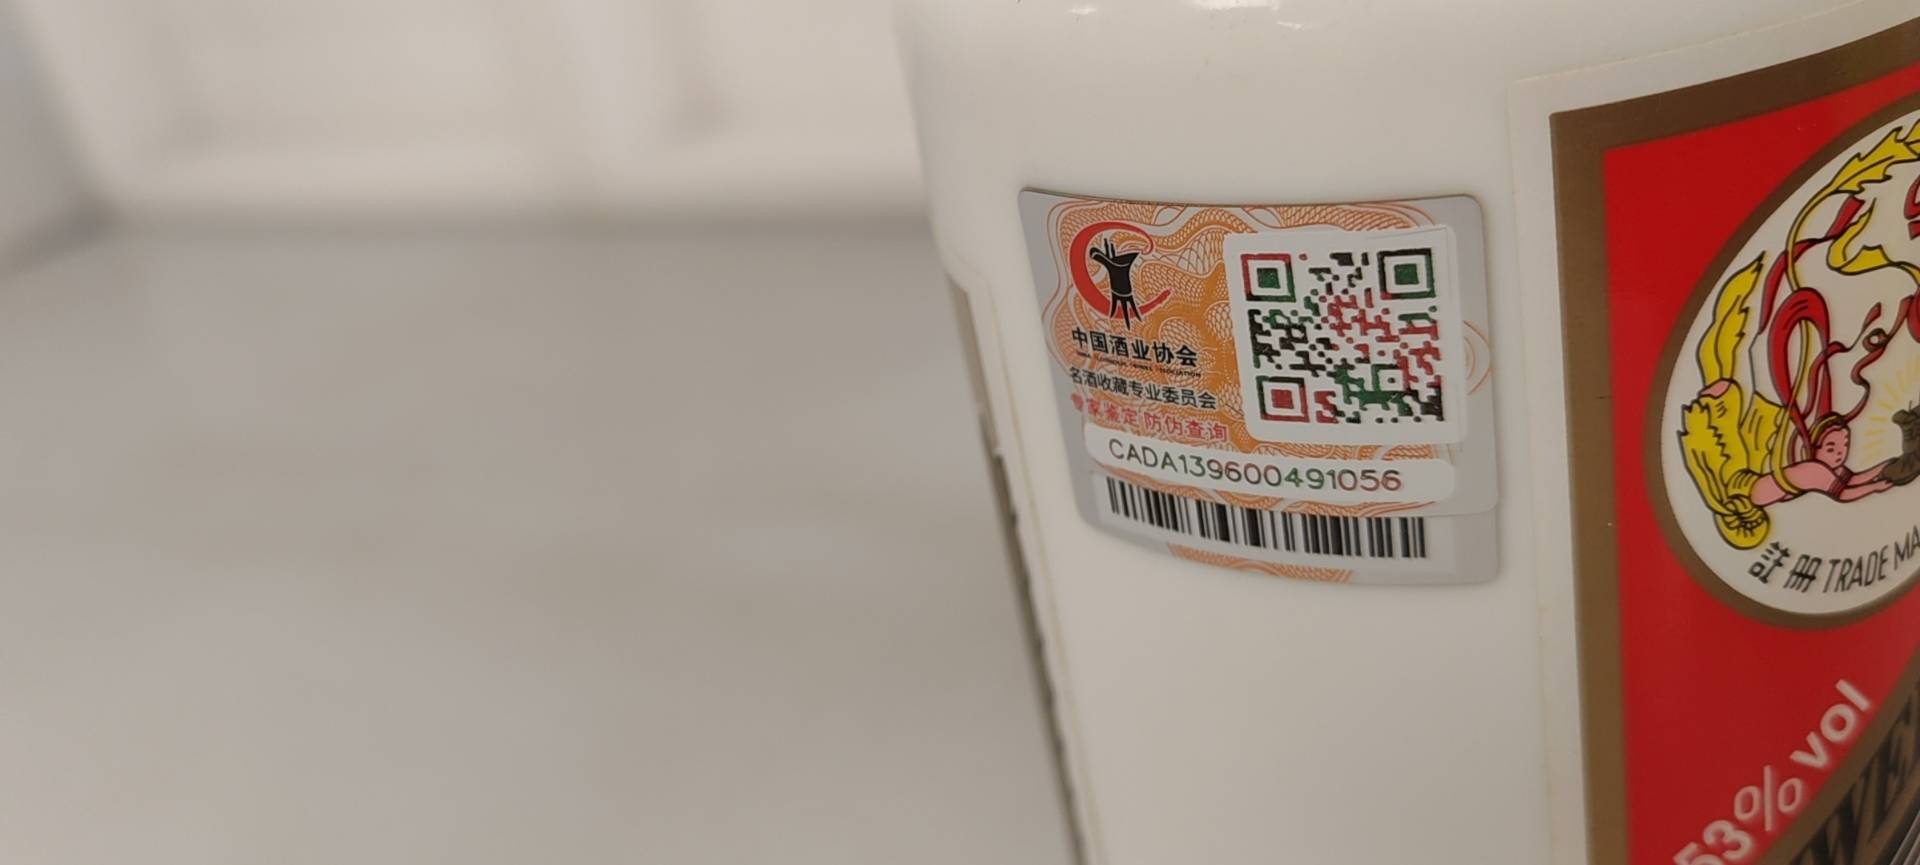 中国酒业协会
名酒收藏专业委员会
专家鉴定 防伪查询
CADA139600491056
註冊 TRADE MA
53% vol